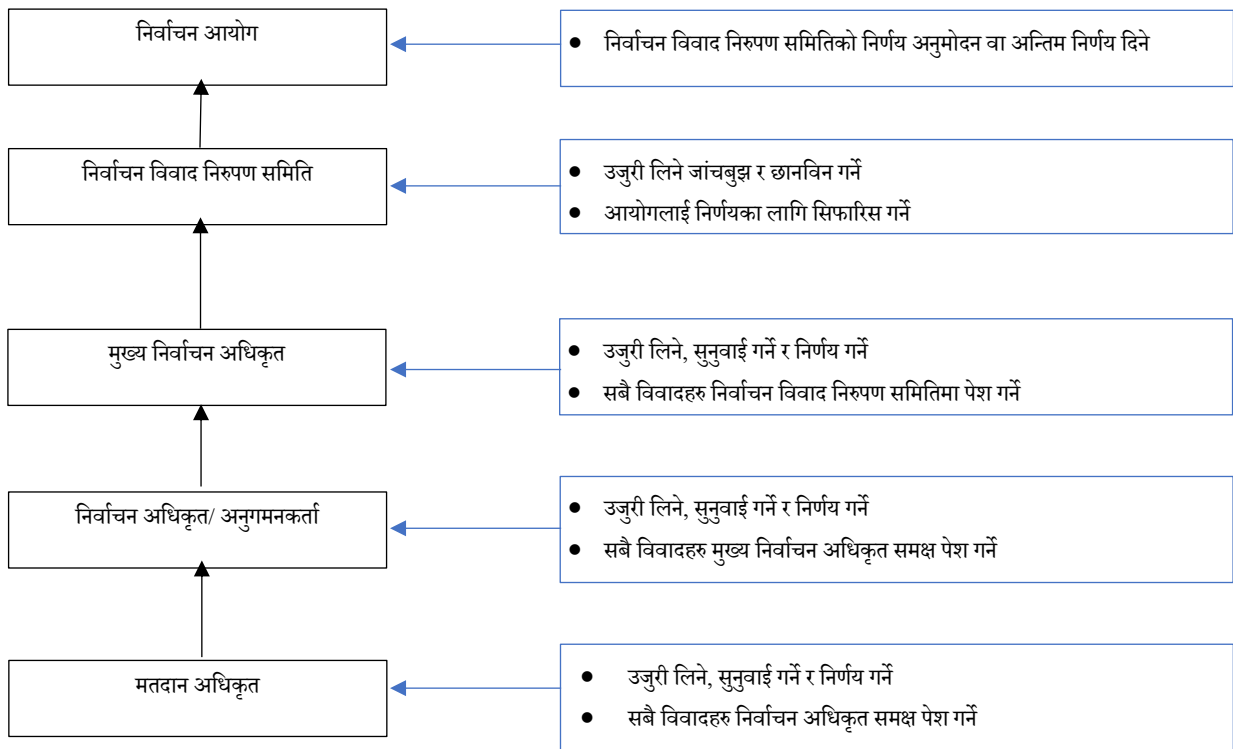 निर्वाचन आयोग
● निर्वाचन विवाद निरुपण समितिको निर्णय अनुमोदन वा अन्तिम निर्णय दिने
निर्वाचन विवाद निरुपण समिति
● उजुरी लिने जांचबुझ र छानविन गर्ने
● आयोगलाई निर्णयका लागि सिफारिस गर्ने
मुख्य निर्वाचन अधिकृत
● उजुरी लिने, सुनुवाई गर्ने र निर्णय गर्ने
● सबै विवादहरु निर्वाचन विवाद निरुपण समितिमा पेश गर्ने
निर्वाचन अधिकृत/ अनुगमनकर्ता
● उजुरी लिने, सुनुवाई गर्ने र निर्णय गर्ने
● सबै विवादहरु मुख्य निर्वाचन अधिकृत समक्ष पेश गर्ने
मतदान अधिकृत
● उजुरी लिने, सुनुवाई गर्ने र निर्णय गर्ने
● सबै विवादहरु निर्वाचन अधिकृत समक्ष पेश गर्ने